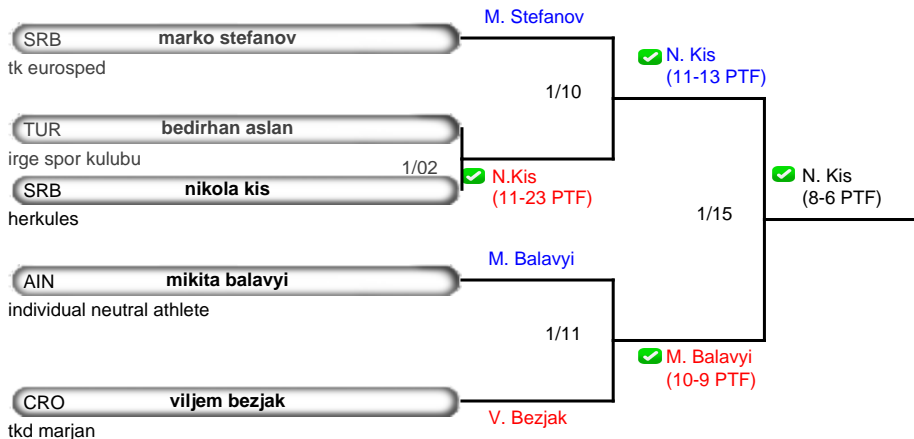 M. Stefanov
SRB marko stefanov
tk eurosped
N. Kis
(11-13 PTF)
1/10
TUR bedirhan aslan
irge spor kulubu
1/02
SRB nikola kis
herkules
N.Kis
(11-23 PTF)
N. Kis
(8-6 PTF)
1/15
M. Balavyi
AIN mikita balavyi
individual neutral athlete
1/11
M. Balavyi
(10-9 PTF)
CRO viljem bezjak
tkd marjan
V. Bezjak